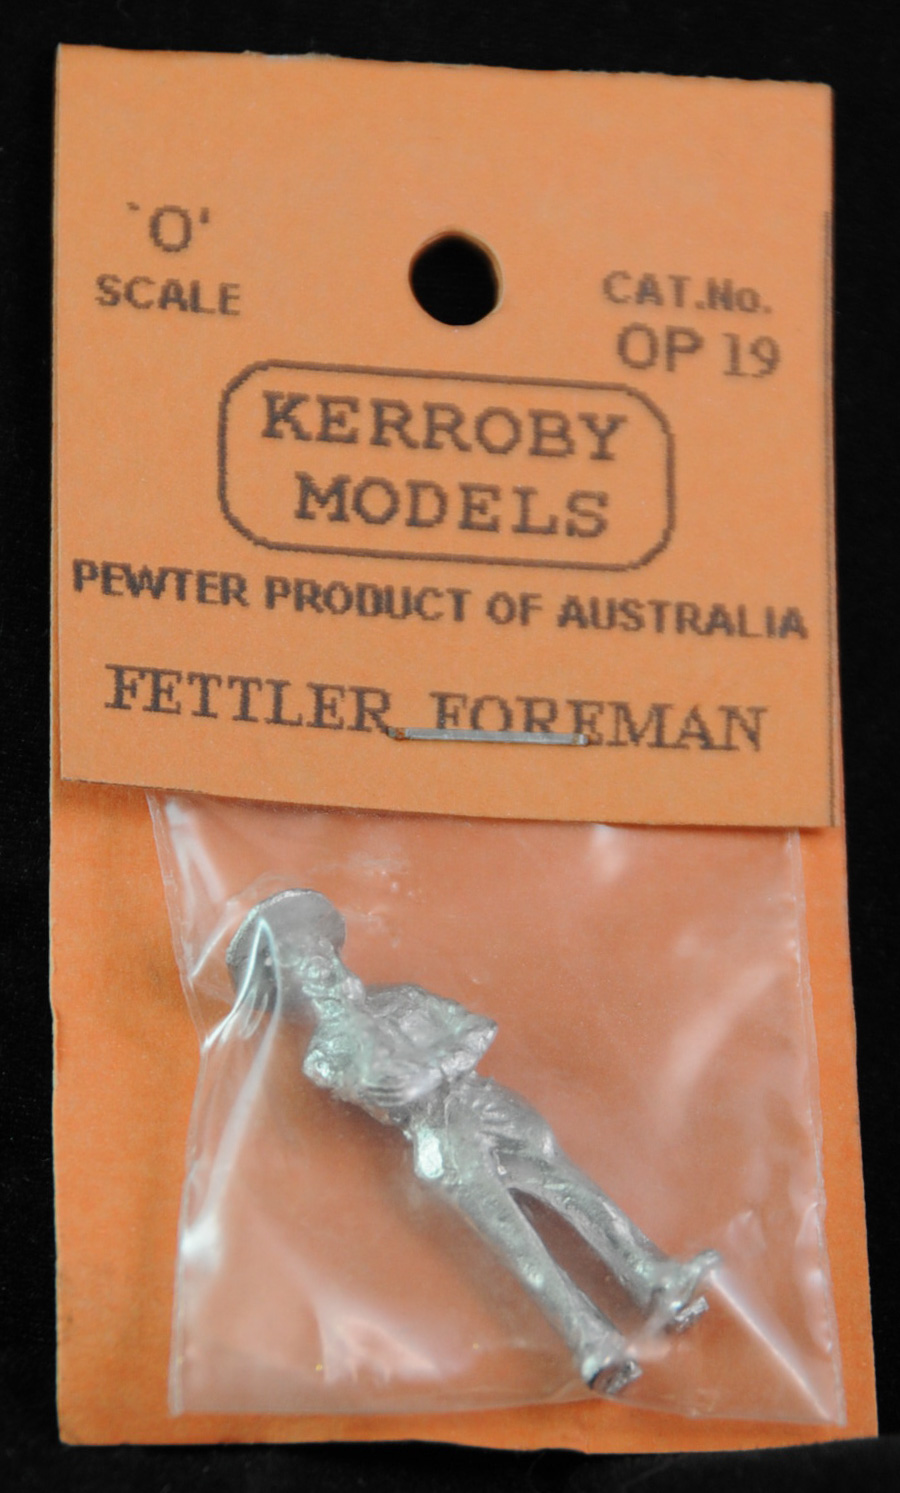 `O'
SCALE
CAT.No.
OP 19
KERROBY
MODELS
PEWTER PRODUCT OF AUSTRALIA
FETTLER FOREMAN